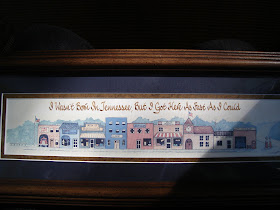 I Wasn't Born In Tennessee, But I Got Here As Fast As I Could